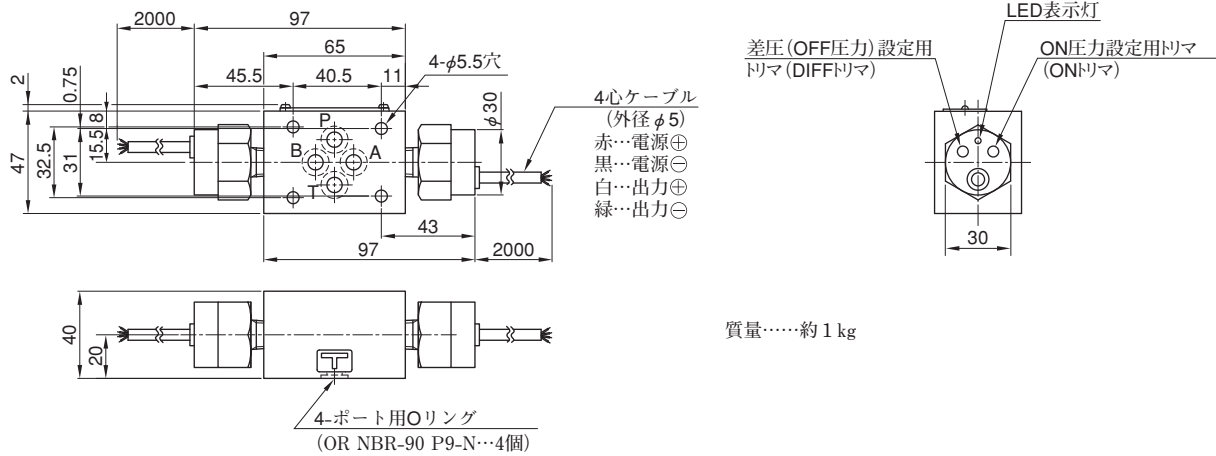 2000
97
65
45.5
40.5
11
4-φ5.5穴
2
0.75
8
15.5
31
32.5
47
P
B
A
T
φ30
4心ケーブル
(外径φ5)
赤…電源⊕
黒…電源⊖
白…出力⊕
緑…出力⊖
43
97
2000
LED表示灯
差圧(OFF圧力)設定用
トリマ(DIFFトリマ)
ON圧力設定用トリマ
(ONトリマ)
30
40
20
T
4-ポート用Oリング
(OR NBR-90 P9-N…4個)
質量……約1kg